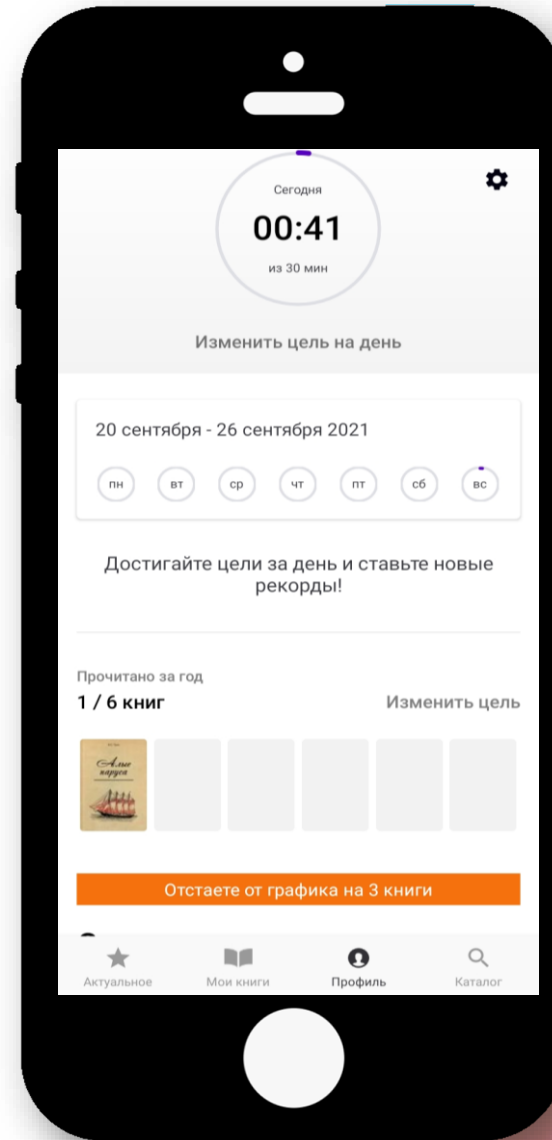 Сегодня
00:41
из 30 мин
Изменить цель на день
20 сентября - 26 сентября 2021
пн вт ср чт пт сб вс
Достигайте цели за день и ставьте новые
рекорды!
Прочитано за год
1 / 6 книг Изменить цель
Алые
паруса
Отстаете от графика на 3 книги
Актуальное Мои книги Профиль Каталог